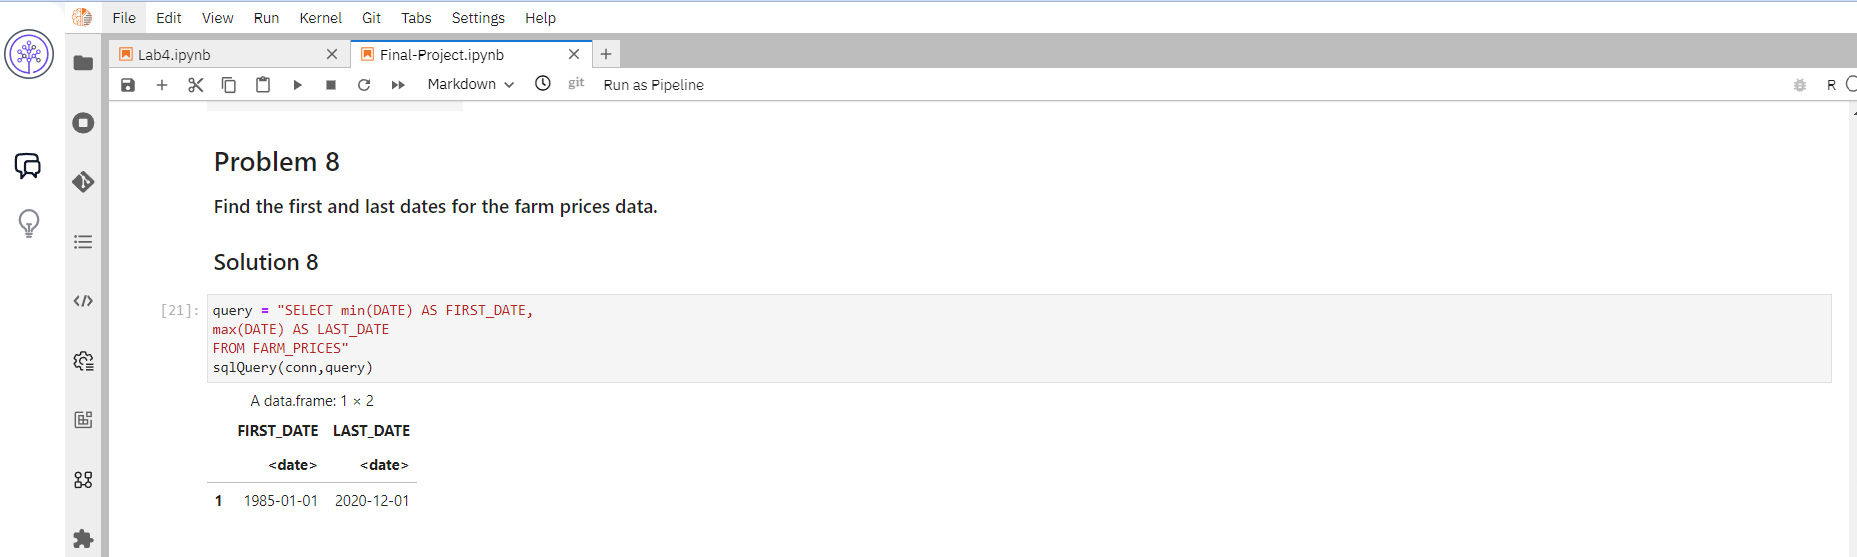 File Edit View Run Kernel Git Tabs Settings Help
Lab4.ipynb Final-Project.ipynb
Markdown git Run as Pipeline R
Problem 8
Find the first and last dates for the farm prices data.
Solution 8
[21]: query = "SELECT min(DATE) AS FIRST_DATE,
max(DATE) AS LAST_DATE
FROM FARM_PRICES"
sqlQuery(conn,query)
A data.frame: 1 × 2
FIRST_DATE LAST_DATE
<date> <date>
1 1985-01-01 2020-12-01